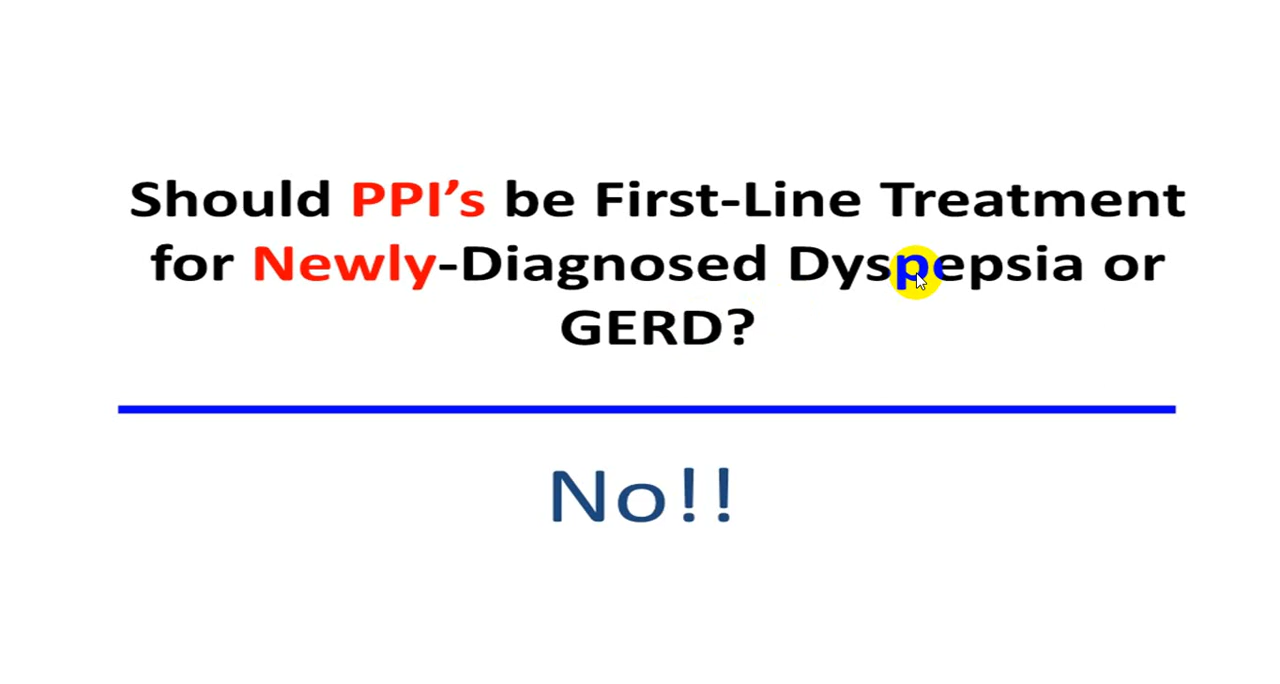 Should PPI’s be First-Line Treatment
for Newly-Diagnosed Dyspepsia or
GERD?
No!!